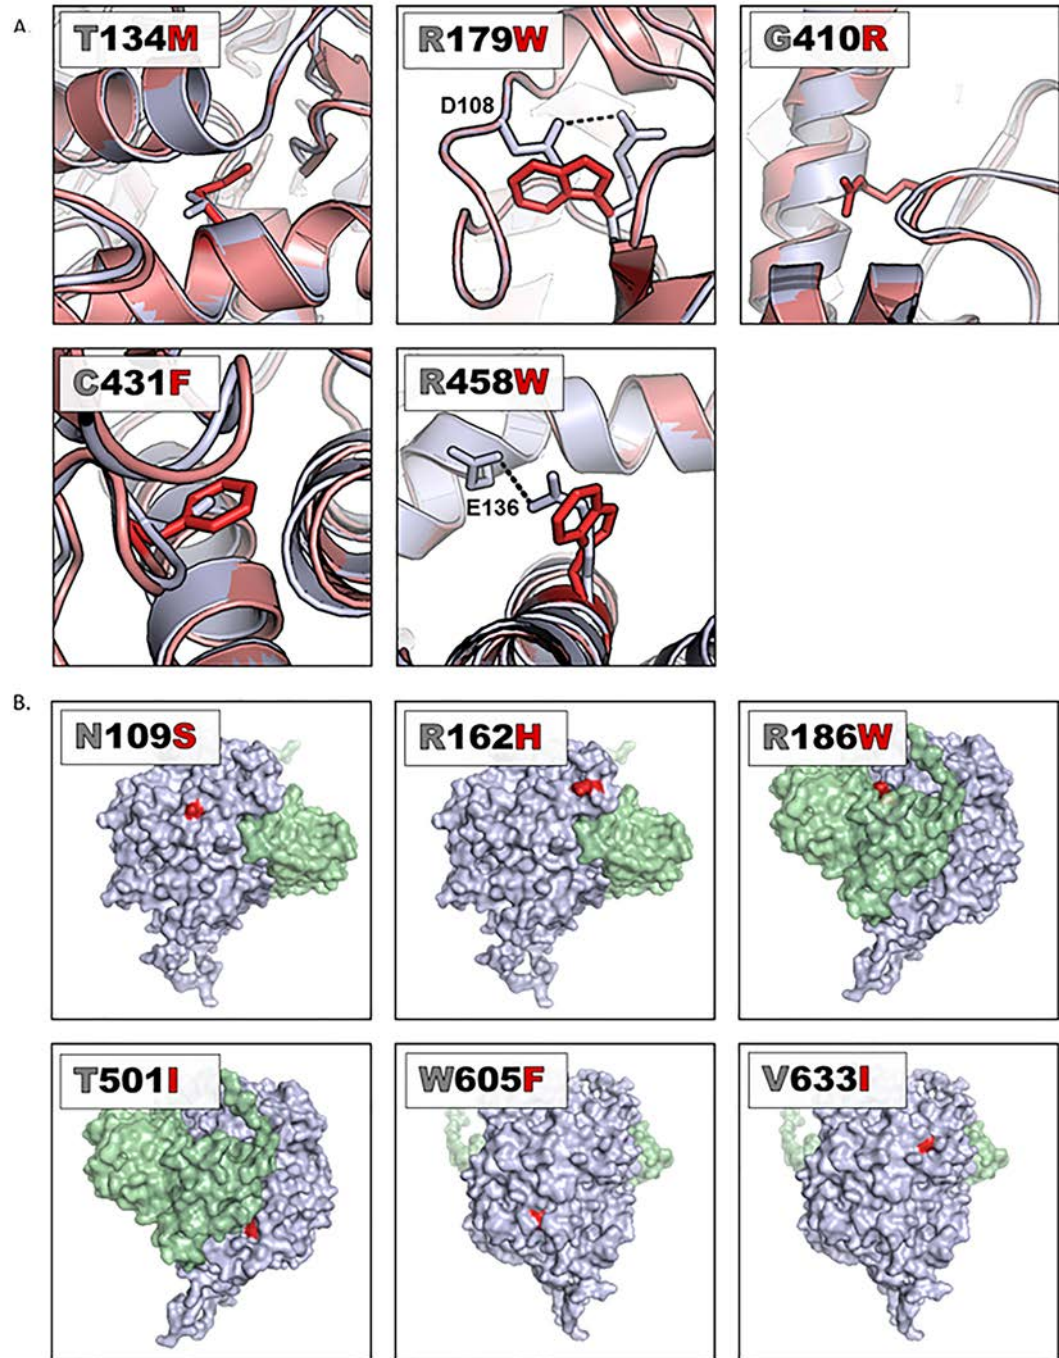 A.
T134M
R179W
D108
G410R
C431F
R458W
E136
B.
N109S
R162H
R186W
T501I
W605F
V633I